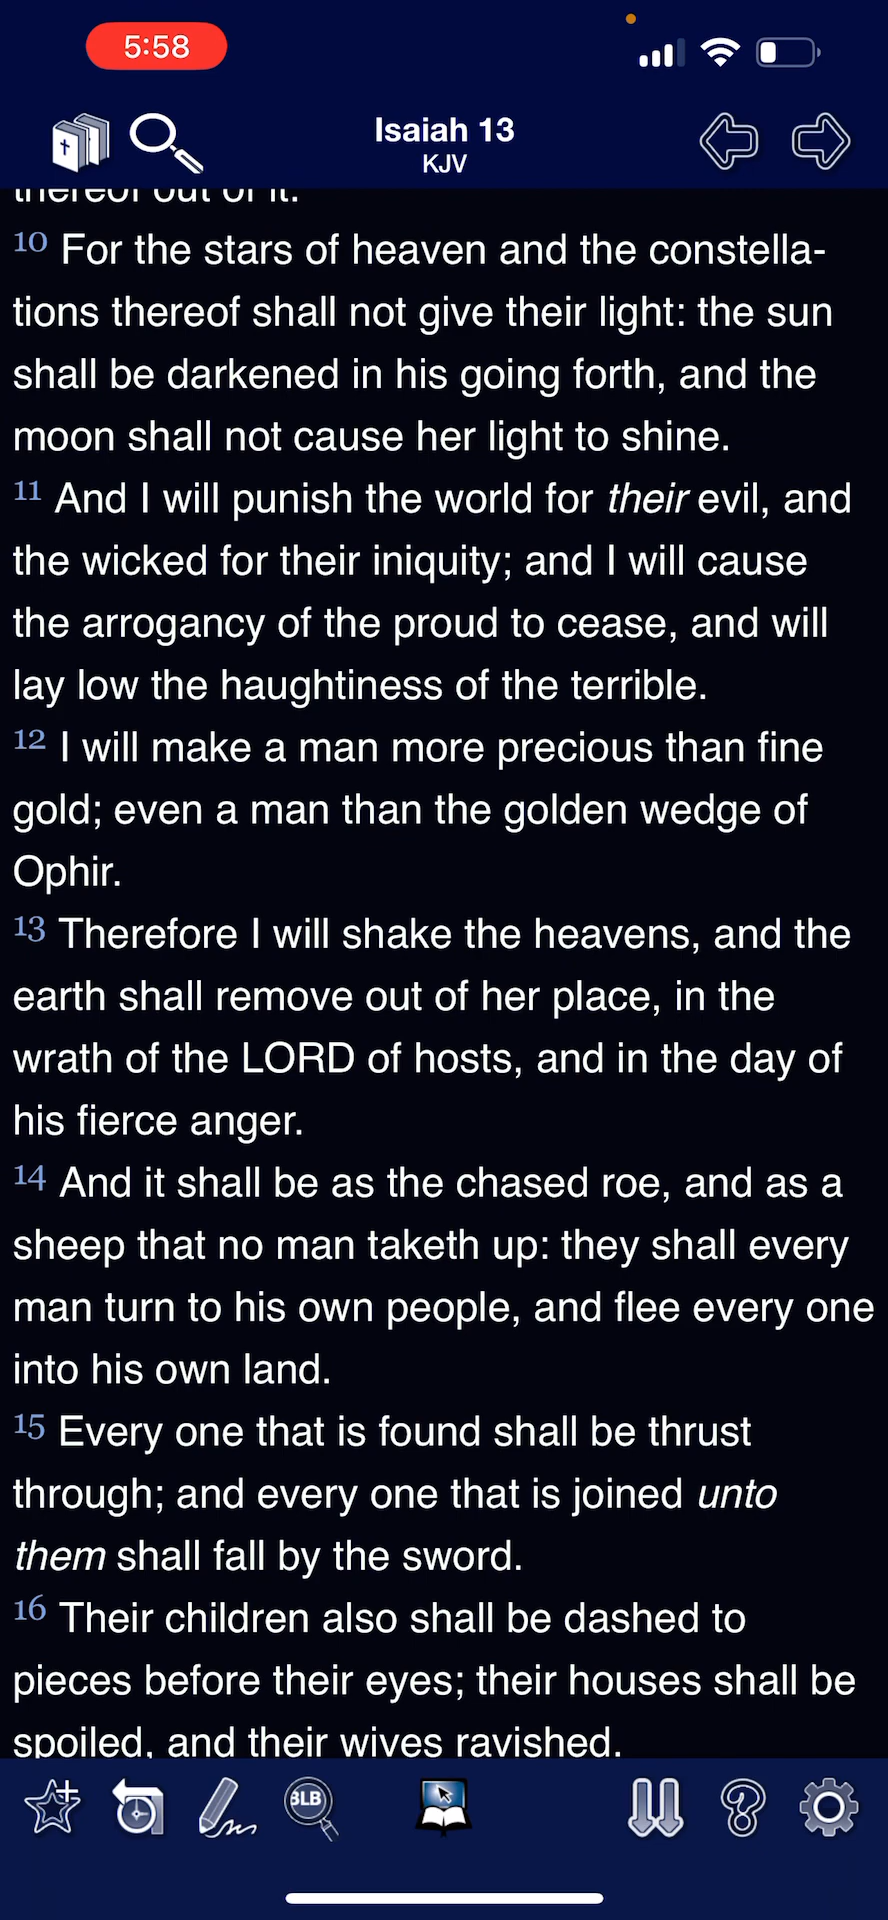 5:58
Isaiah 13
KJV
thereof out of it.
10 For the stars of heaven and the constella-
tions thereof shall not give their light: the sun
shall be darkened in his going forth, and the
moon shall not cause her light to shine.
11 And I will punish the world for their evil, and
the wicked for their iniquity; and I will cause
the arrogancy of the proud to cease, and will
lay low the haughtiness of the terrible.
12 I will make a man more precious than fine
gold; even a man than the golden wedge of
Ophir.
13 Therefore I will shake the heavens, and the
earth shall remove out of her place, in the
wrath of the LORD of hosts, and in the day of
his fierce anger.
14 And it shall be as the chased roe, and as a
sheep that no man taketh up: they shall every
man turn to his own people, and flee every one
into his own land.
15 Every one that is found shall be thrust
through; and every one that is joined unto
them shall fall by the sword.
16 Their children also shall be dashed to
pieces before their eyes; their houses shall be
spoiled, and their wives ravished.
BLB